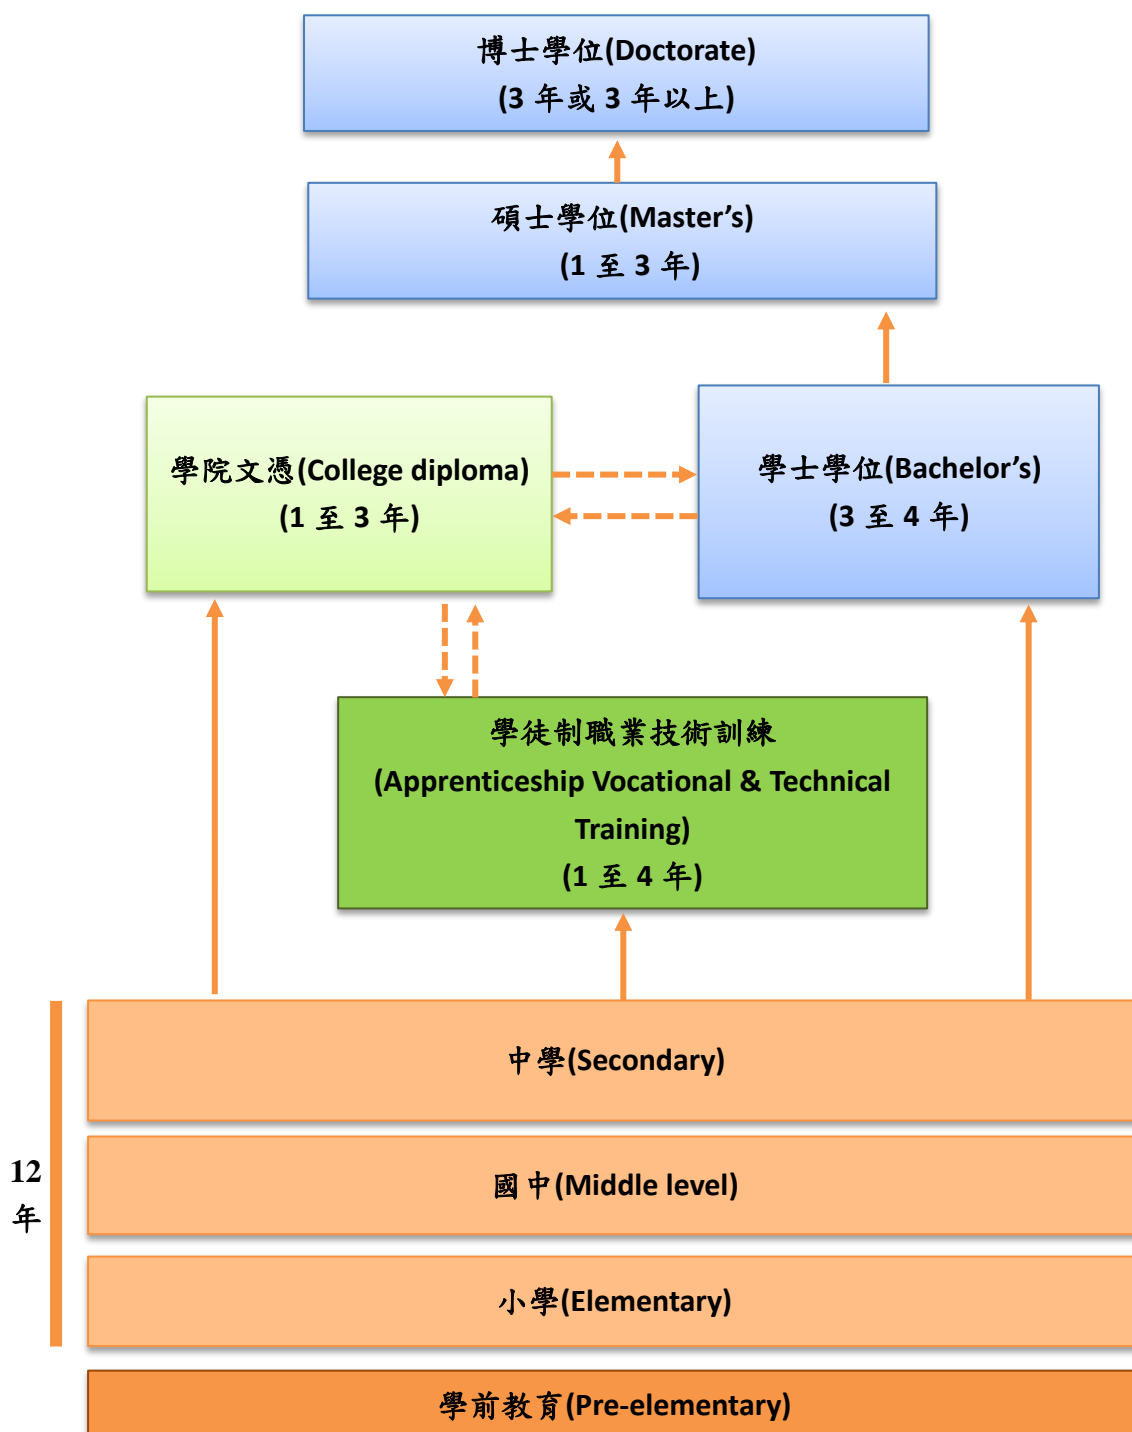 博士學位(Doctorate)
(3 年或 3 年以上)
碩士學位(Master’s)
(1 至 3 年)
學院文憑(College diploma)
(1 至 3 年)
學士學位(Bachelor’s)
(3 至 4 年)
學徒制職業技術訓練
(Apprenticeship Vocational & Technical
Training)
(1 至 4 年)
中學(Secondary)
12
年
國中(Middle level)
小學(Elementary)
學前教育(Pre-elementary)